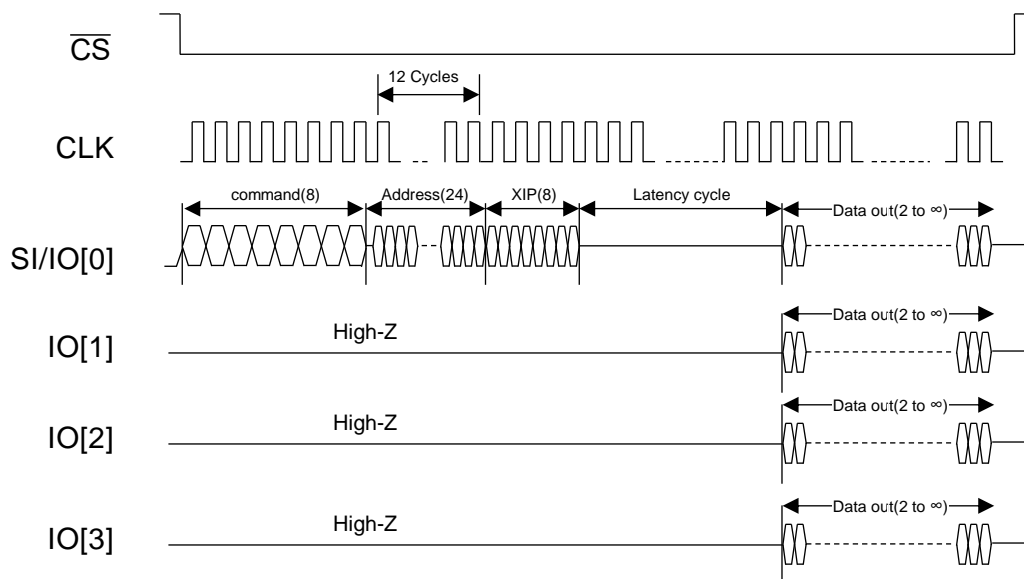 CS
12 Cycles
CLK
command(8)
Address(24)
XIP(8)
Latency cycle
Data out(2 to ∞)
SI/IO[0]
Data out(2 to ∞)
High-Z
IO[1]
Data out(2 to ∞)
High-Z
IO[2]
Data out(2 to ∞)
High-Z
IO[3]